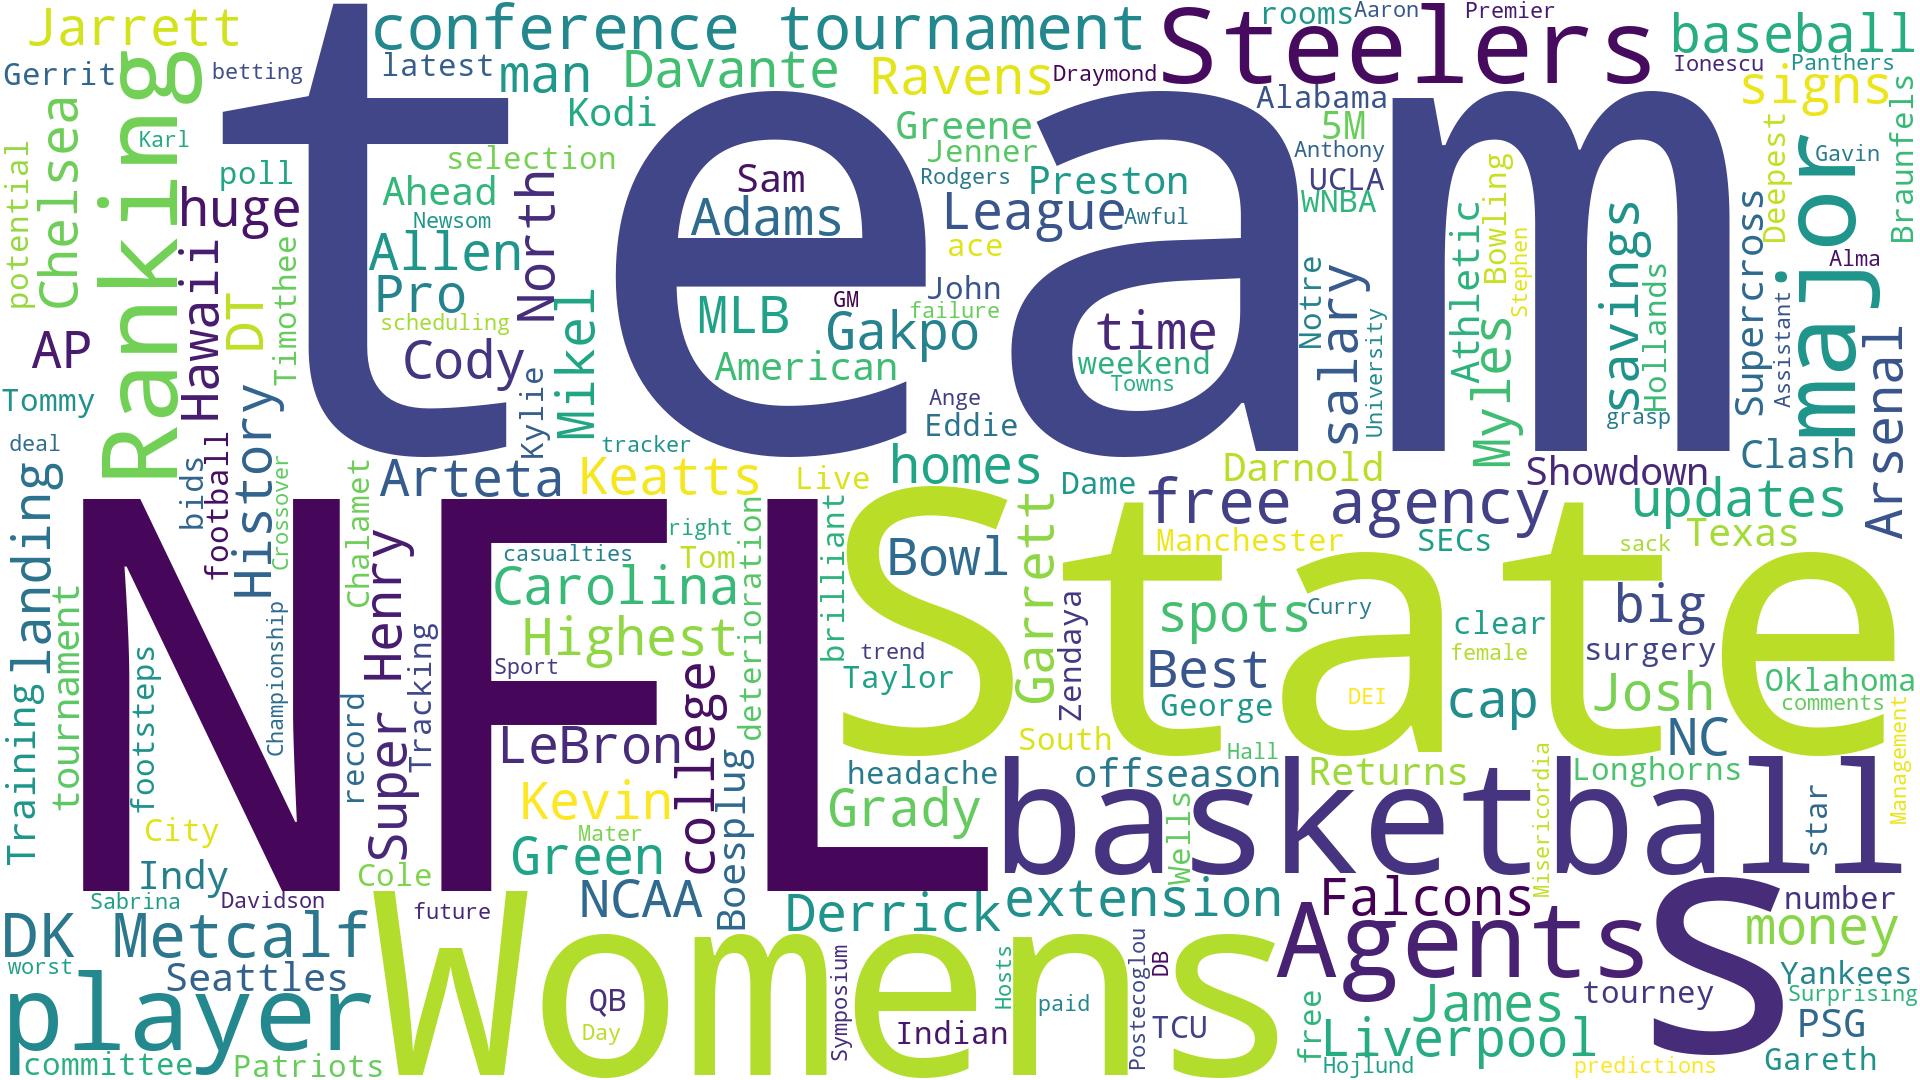 Jarrett
conference tournament
Steelers
rooms
Aaron
Premier
baseball
Gerrit
betting
latest
man
Davante
Ravens
Draymond
Ionescu
Panthers
signs
Ranking
team
Chelsea
Karl
Kodi
Alabama
Greene
5M
selection
Jenner
Anthony
Gavin
Deepest
Braunfels
major
potential
poll
Ahead
North
Sam
Rodgers
Preston
UCLA
WNBA
huge
Newsom
Adams
League
Awful
Athletic
Bowling
Stephen
savings
Hollands
Supercross
Hawaii
DT
Timothee
Allen
ace
Alma
Pro
Mikel
MLB
GM
John
failure
Notre
salary
University
Assistant
scheduling
Gakpo
time
AP
Cody
American
weekend
Towns
Myles
Arsenal
Tommy
History
Kylie
Ange
Eddie
grasp
deal
football
tracker
Clash
landing
bids
Crossover
Chalamet
Arteta
Keatts
Live
homes
Dame
Darnold
Showdown
NFL
State
free agency
updates
right
deterioration
brilliant
Garrett
casualties
Tom
Bowl
Manchester
SECs
sack
Texas
tournament
Super Henry
Carolina
Zendaya
spots
Curry
big
Championship
Highest
clear
footsteps
Tracking
Sport
college
trend
Best
female
surgery
Training
record
Taylor
George
DEI
cap
Josh
Oklahoma
comments
LeBron
South
Hall
NC
Boesplug
headache
offseason
Returns
Misericordia
Longhorns
Management
Kevin
Grady
basketball
star
City
Mater
Wells
Indy
Green
Cole
Sabrina
Davidson
future
NCAA
Derrick
extension
Falcons
number
DK Metcalf
Womens
Agents
S
money
worst
Seattles
Symposium
Hosts
Postecoglou
DB
Yankees
player
QB
paid
free
James
tourney
Surprising
Day
Indian
TCU
Liverpool
PSG
committee
Patriots
Hojlund
predictions
Gareth